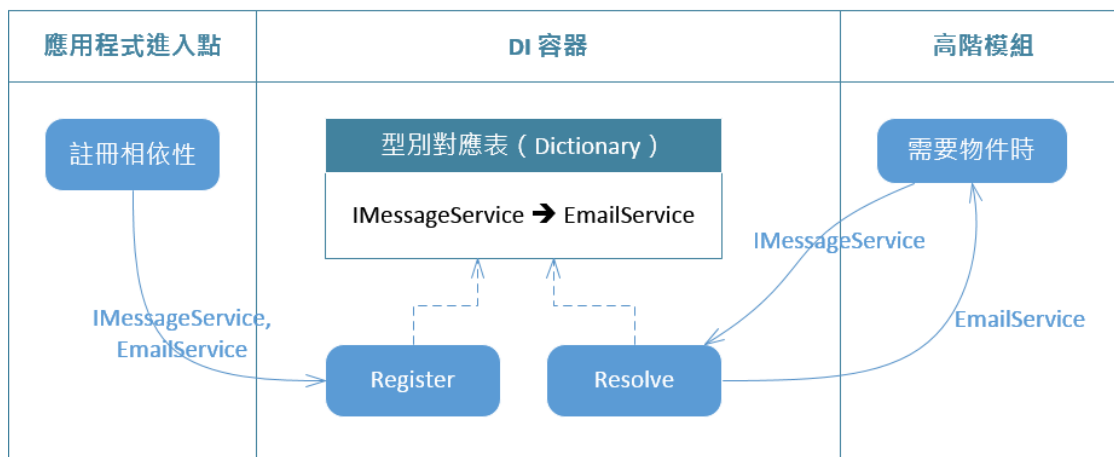 應用程式進入點
DI 容器
高階模組
註冊相依性
型別對應表（Dictionary）
IMessageService ➔ EmailService
需要物件時
IMessageService
IMessageService,
EmailService
EmailService
Register
Resolve